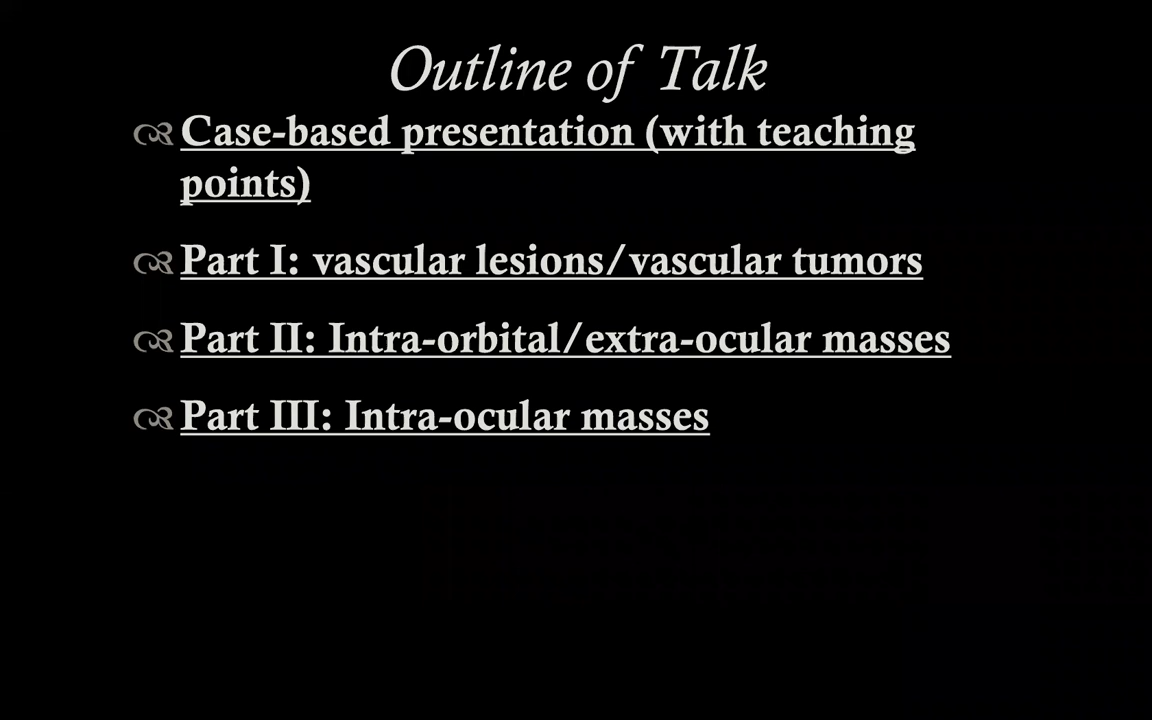 Outline of Talk
Case-based presentation (with teaching
points)
Part I: vascular lesions/vascular tumors
Part II: Intra-orbital/extra-ocular masses
Part III: Intra-ocular masses